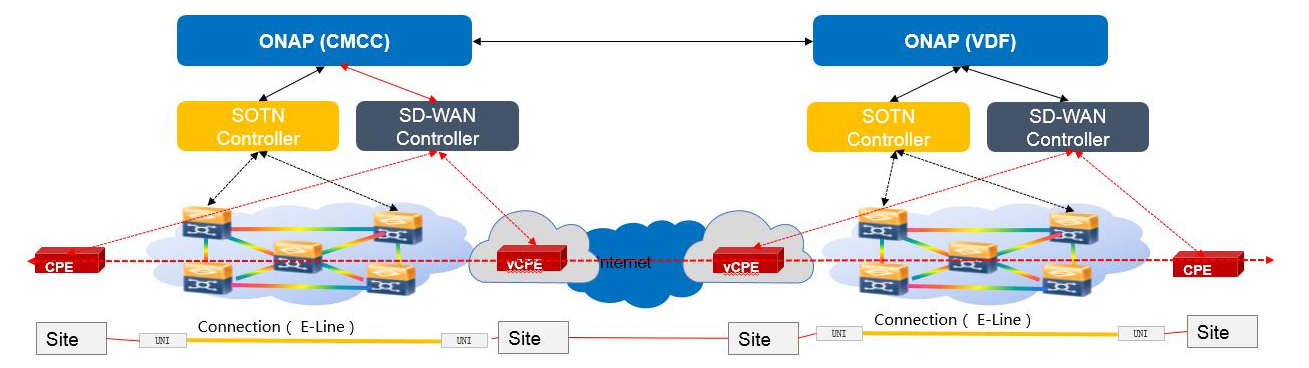 ONAP (CMCC)
ONAP (VDF)
SOTN
Controller
SD-WAN
Controller
SOTN
Controller
SD-WAN
Controller
CPE
vCPE
Internet
vCPE
CPE
Connection ( E-Line )
Connection ( E-Line )
Site
UNI
UNI
Site
Site
UNI
UNI
Site